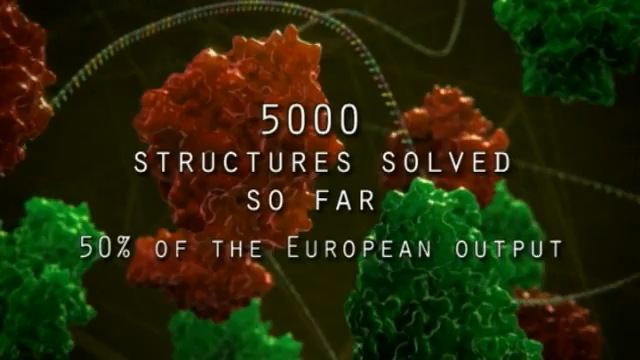 5000
STRUCTURES SOLVED
SO FAR
50% OF THE EUROPEAN OUTPUT